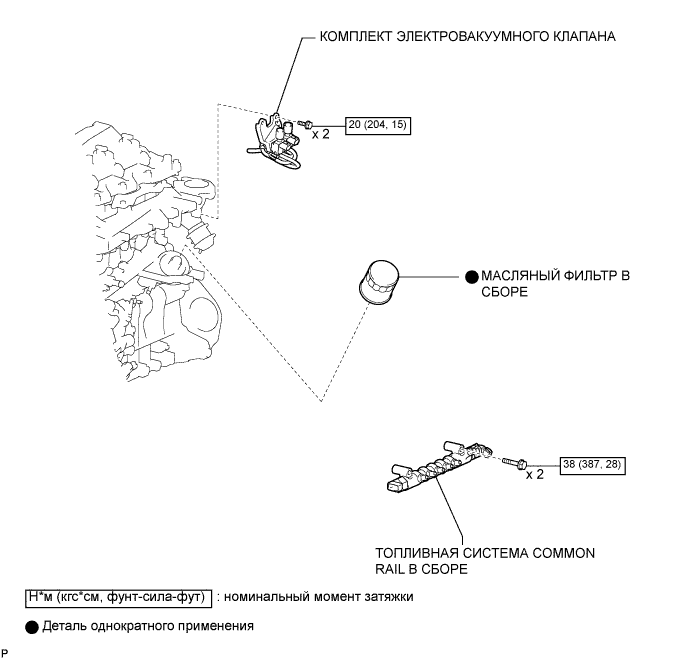 КОМПЛЕКТ ЭЛЕКТРОВАКУУМНОГО КЛАПАНА
20 (204, 15)
x 2
МАСЛЯНЫЙ ФИЛЬТР В
СБОРЕ
38 (387, 28)
x 2
ТОПЛИВНАЯ СИСТЕМА COMMON
RAIL В СБОРЕ
Н*м (кгс*см, фунт-сила-фут) : номинальный момент затяжки
Деталь однократного применения
P